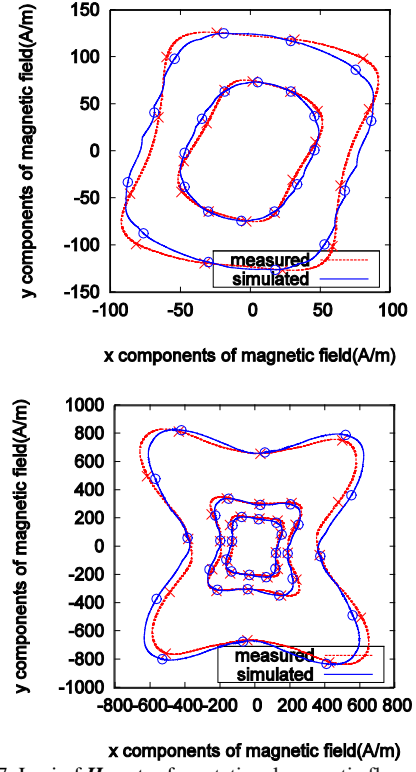 150
100
50
0
-50
-100
-150
y components of magnetic field(A/m)
measured
simulated
-100 -50 0 50 100
x components of magnetic field(A/m)
1000
800
600
400
200
0
-200
-400
-600
-800
-1000
y components of magnetic field(A/m)
measured
simulated
-800-600-400-200 0 200 400 600 800
x components of magnetic field(A/m)